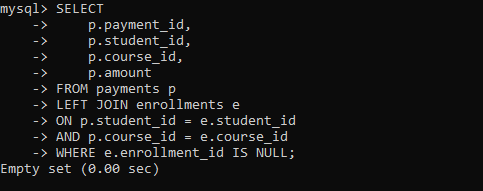 mysql> SELECT
    ->     p.payment_id,
    ->     p.student_id,
    ->     p.course_id,
    ->     p.amount
    -> FROM payments p
    -> LEFT JOIN enrollments e
    -> ON p.student_id = e.student_id
    -> AND p.course_id = e.course_id
    -> WHERE e.enrollment_id IS NULL;
Empty set (0.00 sec)